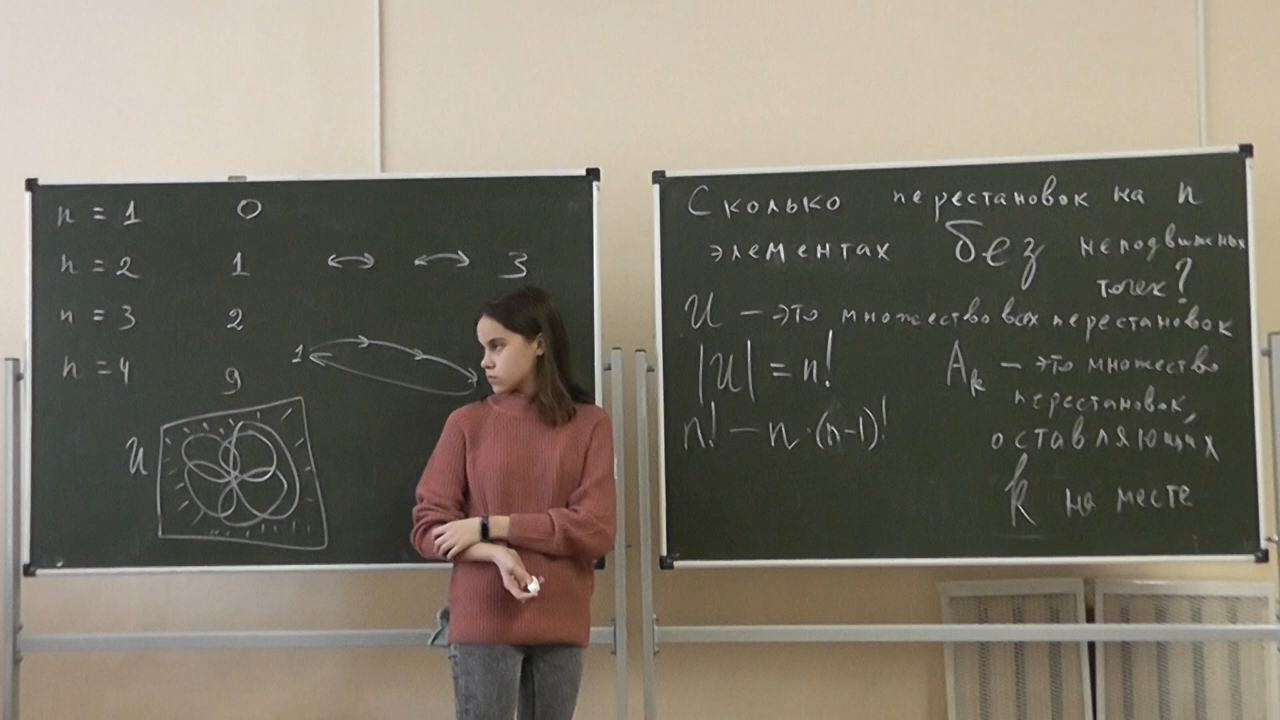 n = 1 0
n = 2 1 3
n = 3 2
n = 4 9
1
U
Сколько перестановок на n
элементах без неподвижных
точек?
U — это множество всех перестановок
|U| = n!
A_k — это множество
перестановок,
n! — n·(n-1)!
оставляющих
k на месте